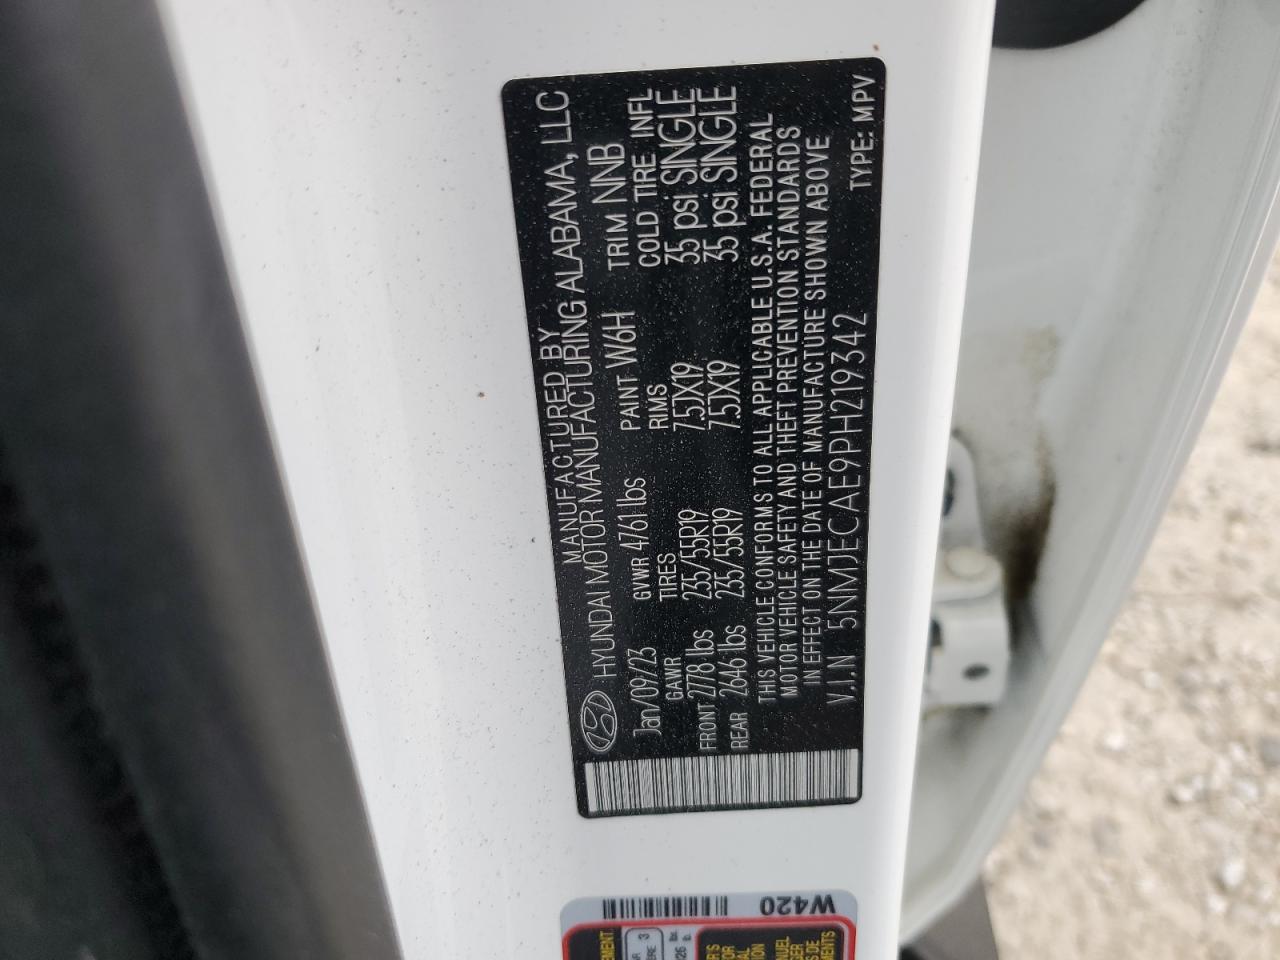 MANUFACTURED BY
HYUNDAI MOTOR MANUFACTURING ALABAMA, LLC
Jan/09/23 GVWR 4761 lbs PAINT W6H TRIM NNB
GAWR TIRES RIMS COLD TIRE INFL
FRONT 2778 lbs 235/55R19 7.5JX19 35 psi SINGLE
REAR 2646 lbs 235/55R19 7.5JX19 35 psi SINGLE
THIS VEHICLE CONFORMS TO ALL APPLICABLE U.S.A. FEDERAL
MOTOR VEHICLE SAFETY AND THEFT PREVENTION STANDARDS
IN EFFECT ON THE DATE OF MANUFACTURE SHOWN ABOVE
V.I.N 5NMJECAE9PH219342 TYPE: MPV
W420
3